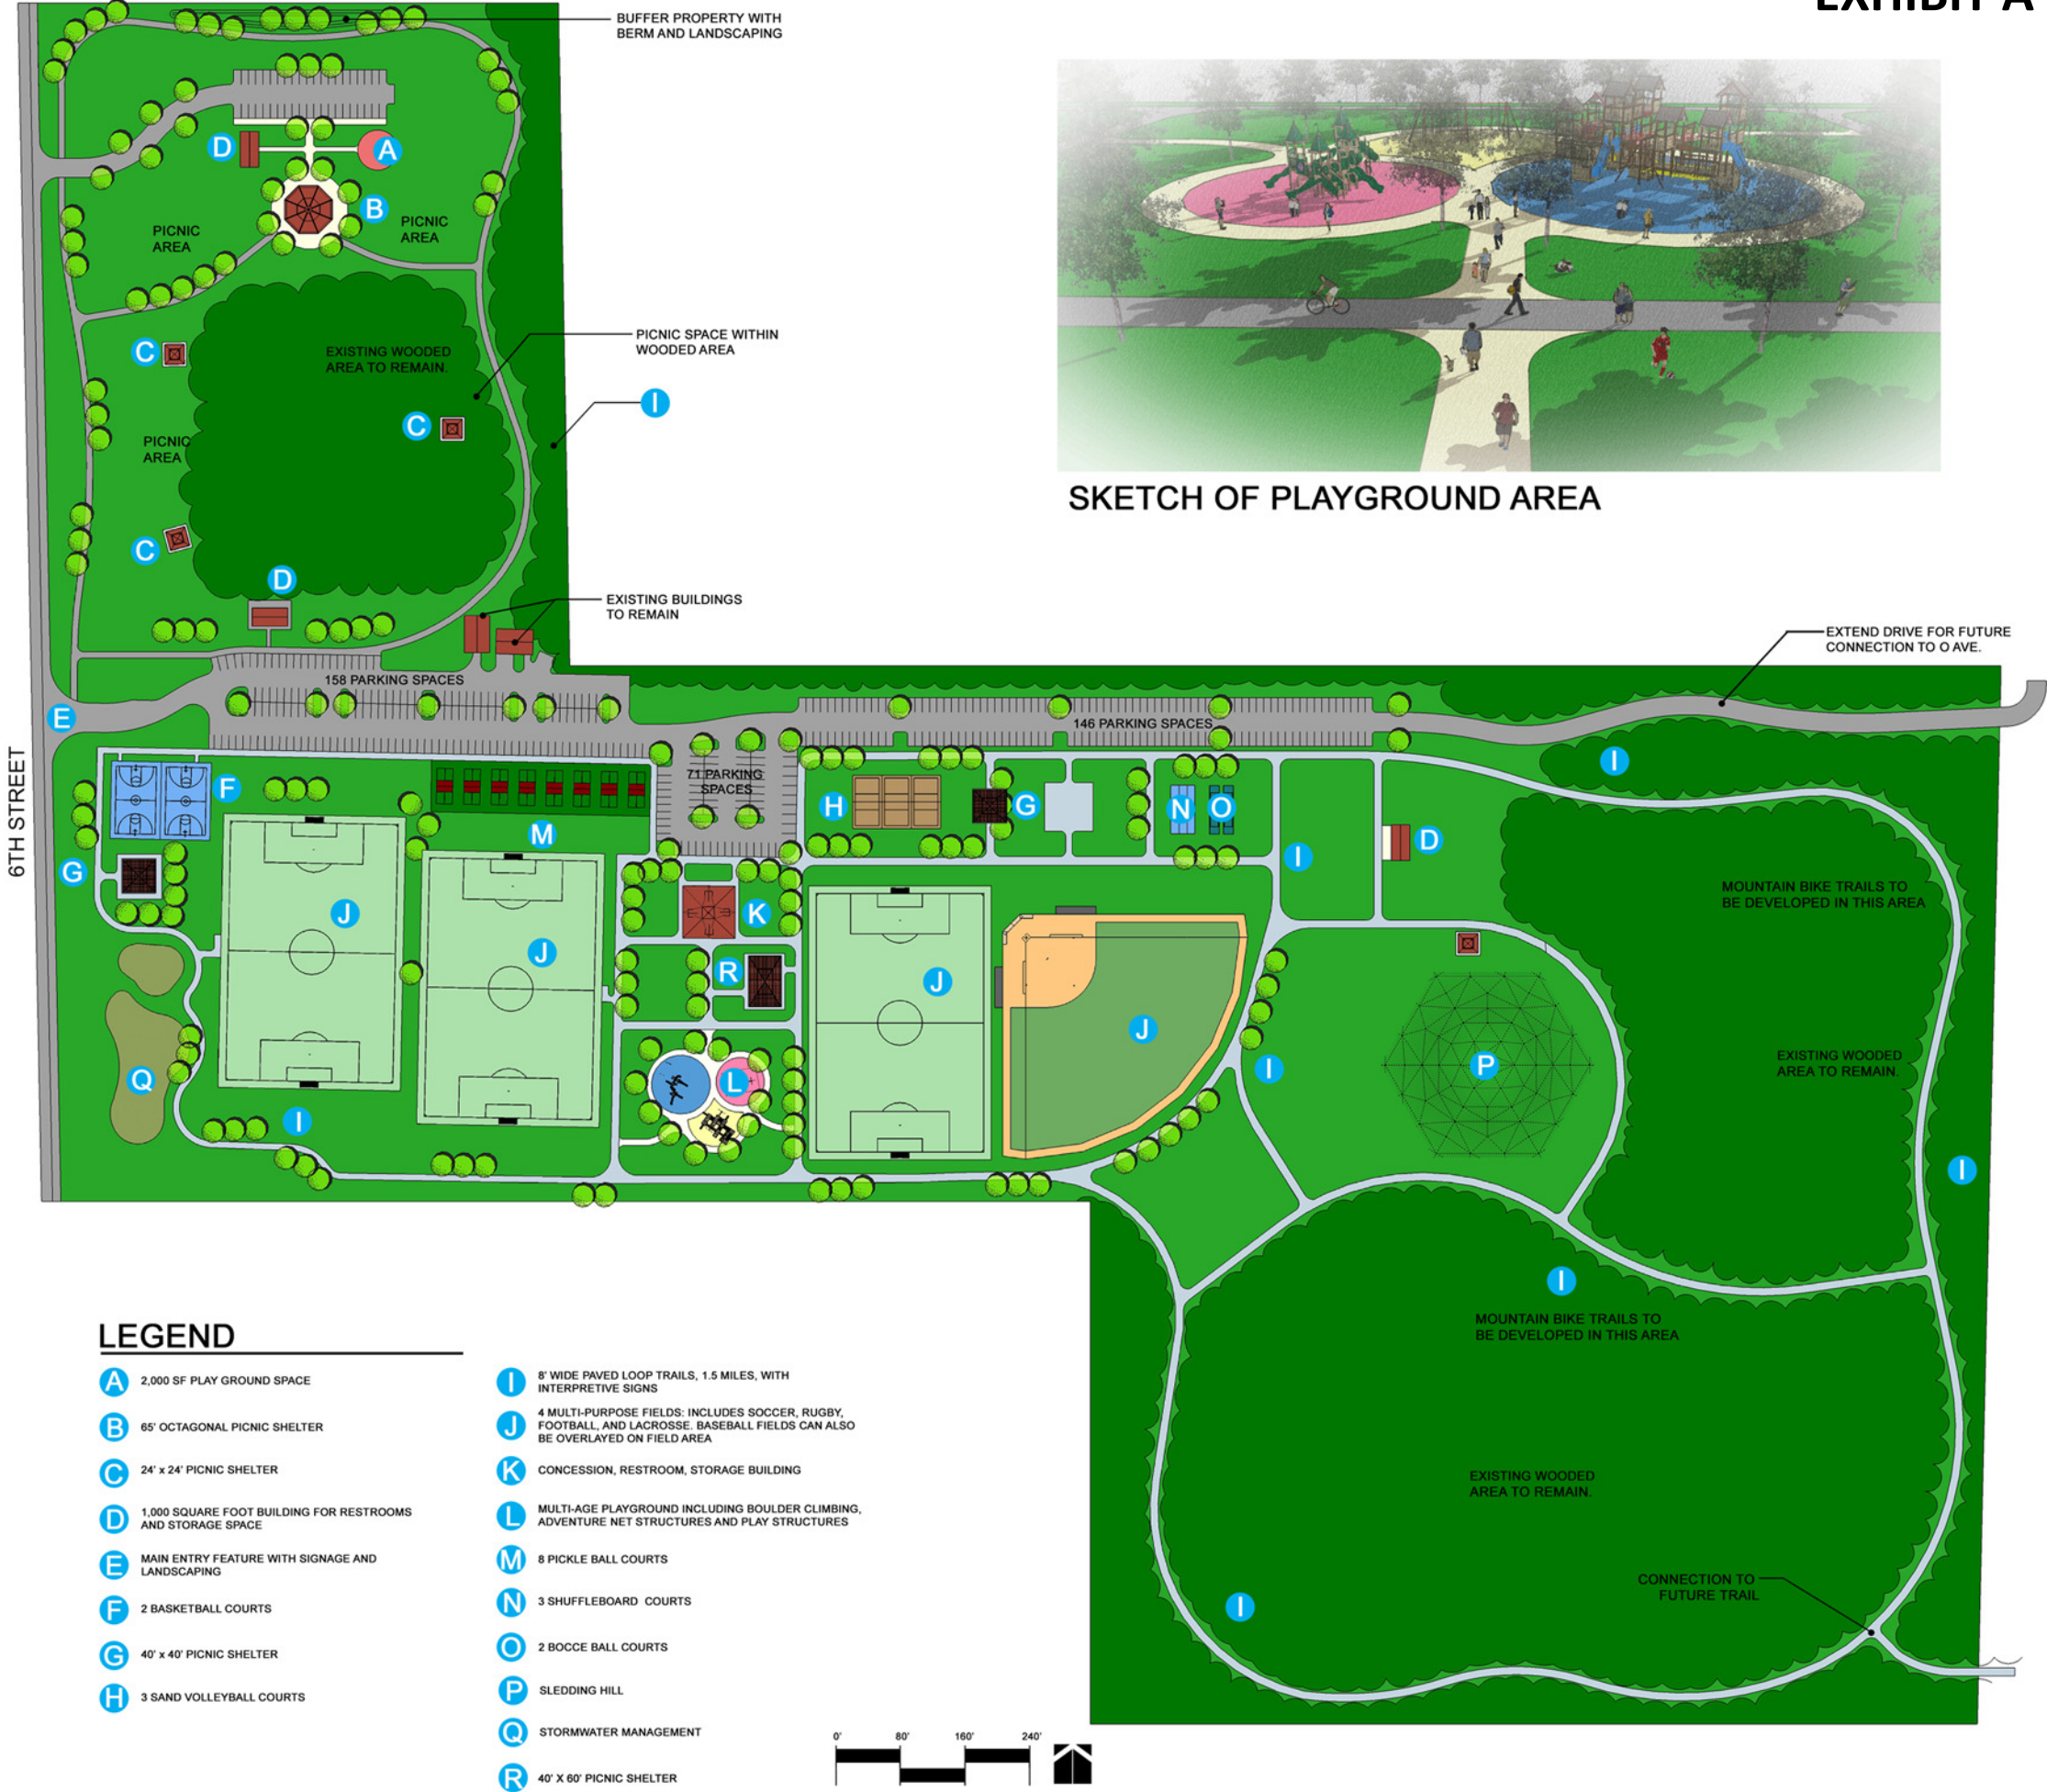 EXHIBIT A
BUFFER PROPERTY WITH
BERM AND LANDSCAPING
D
A
B
PICNIC
AREA
PICNIC
AREA
PICNIC SPACE WITHIN
WOODED AREA
C
EXISTING WOODED
AREA TO REMAIN.
I
C
PICNIC
AREA
SKETCH OF PLAYGROUND AREA
C
D
EXISTING BUILDINGS
TO REMAIN
EXTEND DRIVE FOR FUTURE
CONNECTION TO O AVE.
158 PARKING SPACES
E
146 PARKING SPACES
6TH STREET
71 PARKING
SPACES
I
F
H
G
N
O
M
D
I
G
MOUNTAIN BIKE TRAILS TO
BE DEVELOPED IN THIS AREA
J
K
J
R
J
J
P
EXISTING WOODED
AREA TO REMAIN.
I
Q
L
I
I
I
MOUNTAIN BIKE TRAILS TO
BE DEVELOPED IN THIS AREA
EXISTING WOODED
AREA TO REMAIN.
CONNECTION TO
FUTURE TRAIL
I
LEGEND
A 2,000 SF PLAY GROUND SPACE
B 65' OCTAGONAL PICNIC SHELTER
C 24' x 24' PICNIC SHELTER
D 1,000 SQUARE FOOT BUILDING FOR RESTROOMS
AND STORAGE SPACE
E MAIN ENTRY FEATURE WITH SIGNAGE AND
LANDSCAPING
F 2 BASKETBALL COURTS
G 40' x 40' PICNIC SHELTER
H 3 SAND VOLLEYBALL COURTS
I 8' WIDE PAVED LOOP TRAILS, 1.5 MILES, WITH
INTERPRETIVE SIGNS
J 4 MULTI-PURPOSE FIELDS: INCLUDES SOCCER, RUGBY,
FOOTBALL, AND LACROSSE. BASEBALL FIELDS CAN ALSO
BE OVERLAYED ON FIELD AREA
K CONCESSION, RESTROOM, STORAGE BUILDING
L MULTI-AGE PLAYGROUND INCLUDING BOULDER CLIMBING,
ADVENTURE NET STRUCTURES AND PLAY STRUCTURES
M 8 PICKLE BALL COURTS
N 3 SHUFFLEBOARD COURTS
O 2 BOCCE BALL COURTS
P SLEDDING HILL
Q STORMWATER MANAGEMENT
R 40' X 60' PICNIC SHELTER
0' 80' 160' 240'